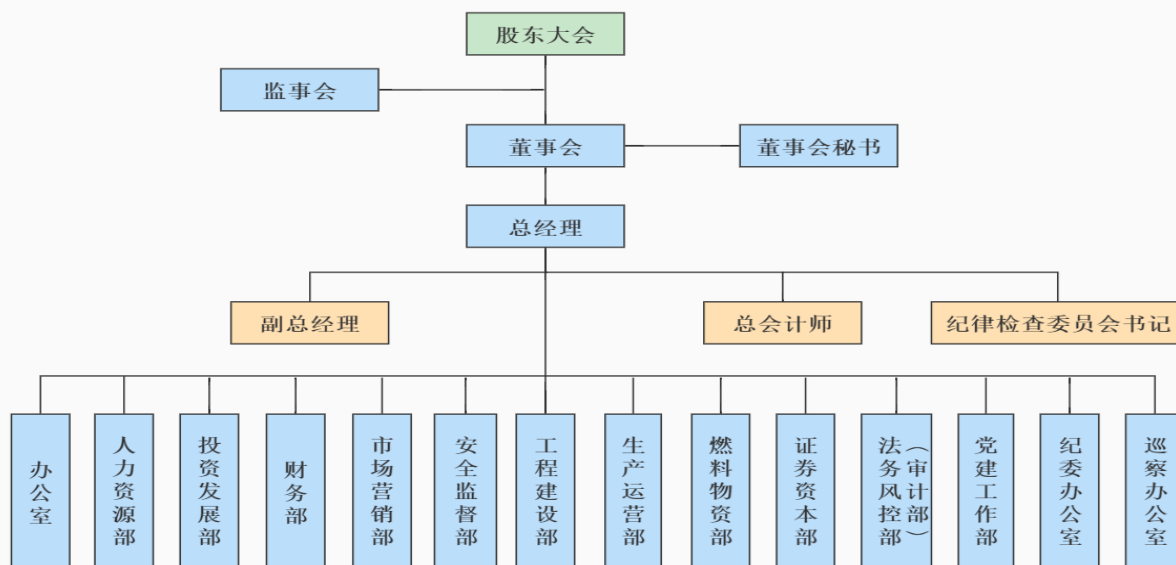 股东大会
监事会
董事会
董事会秘书
总经理
副总经理
总会计师
纪律检查委员会书记
办公室
人力资源部
投资发展部
财务部
市场营销部
安全监督部
工程建设部
生产运营部
燃料物资部
证券资本部
法务风控部
（审计部）
党建工作部
纪委办公室
巡察办公室